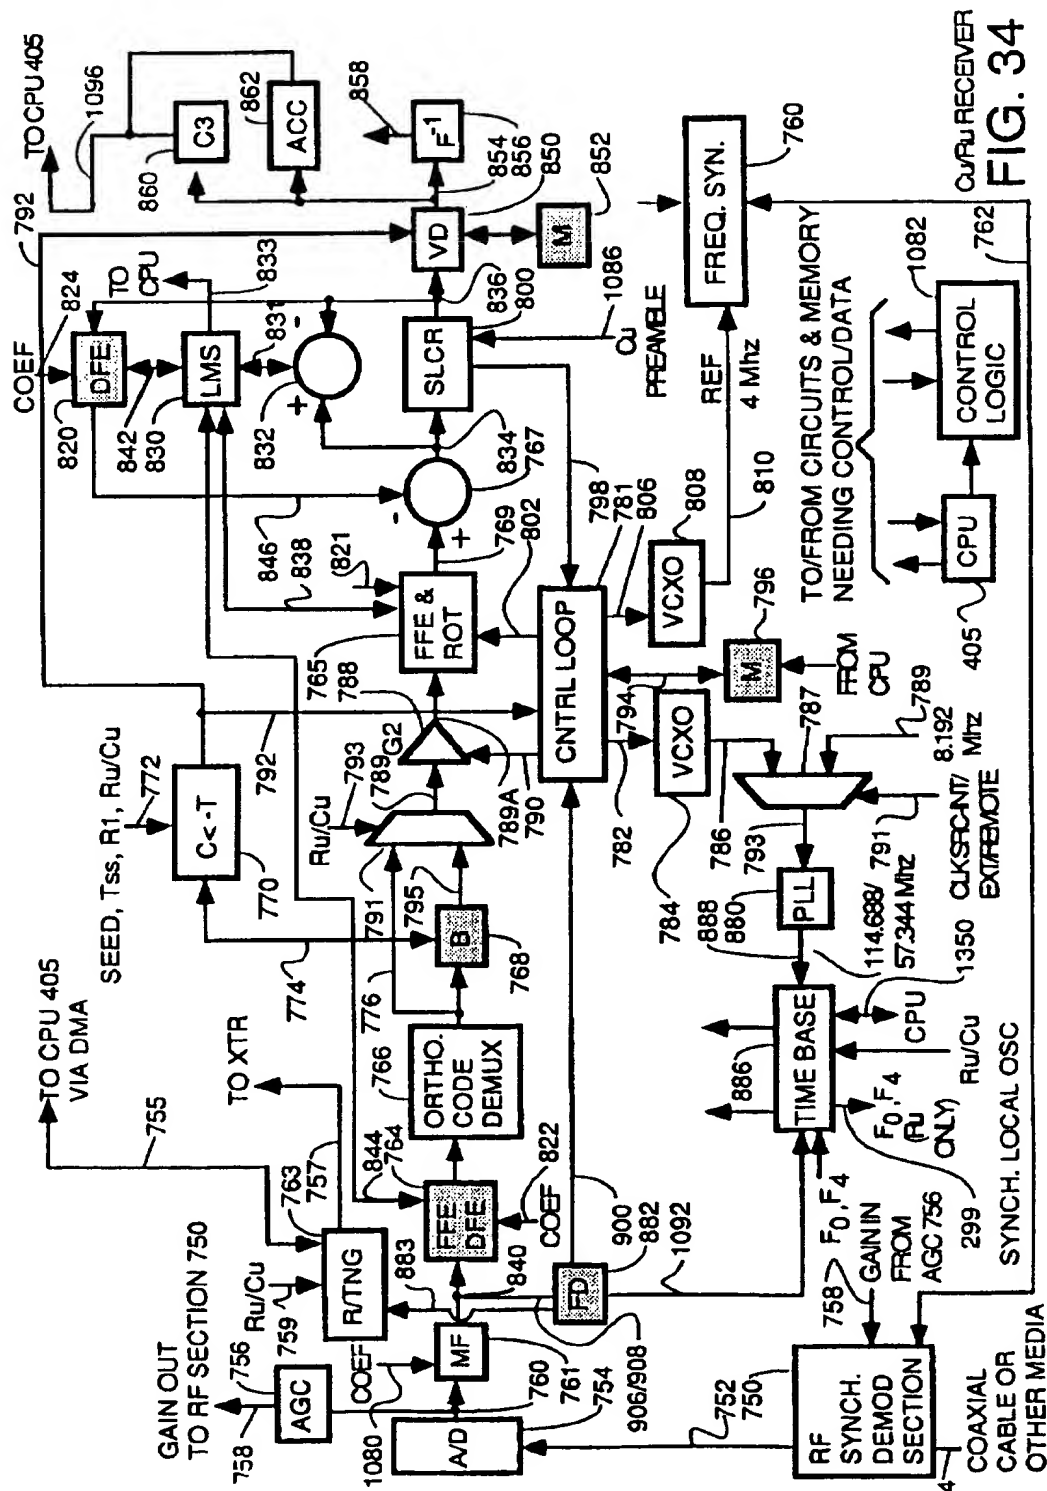 TO CPU 405
1096
792
860
C3
862
ACC
858
F-1
854
856
850
852
VD
M
COEF
824
TO CPU
833
DFE
820
842
830
LMS
831
832
+
-
836
800
SLCR
1086
Cu
PREAMBLE
834
767
846
838
821
-
+
769
802
FFE & ROT
765
788
798
781
806
808
CNTRL LOOP
VCXO
810
REF
4 Mhz
FREQ. SYN.
760
Cu/Ru RECEIVER
FIG. 34
762
TO/FROM CIRCUITS & MEMORY
NEEDING CONTROL/DATA
1082
CONTROL
LOGIC
CPU
405
SEED, Tss, R1, Ru/Cu
772
C<-T
770
792
Ru/Cu
793
789
G2
789A
790
791
795
774
776
B
768
782
794
VCXO
784
786
M
796
FROM
CPU
787
789
8.192
Mhz
791
CLK SRC-INT/
EXT/REMOTE
793
PLL
888
880
114.688/
57.344 Mhz
TIME BASE
886
1350
CPU
Ru/Cu
F0, F4
(Ru
ONLY)
299
SYNCH. LOCAL OSC
TO CPU 405
VIA DMA
755
TO XTR
766
ORTHO.
CODE
DEMUX
763
757
844
764
FFE
DFE
822
COEF
840
883
R/TNG
Ru/Cu
759
GAIN OUT
TO RF SECTION 750
756
AGC
758
COEF
1080
MF
760
761
754
A/D
FD
900
882
1092
906/908
F0, F4
758
GAIN IN
FROM
AGC 756
752
750
RF
SYNCH.
DEMOD
SECTION
COAXIAL
CABLE OR
OTHER MEDIA